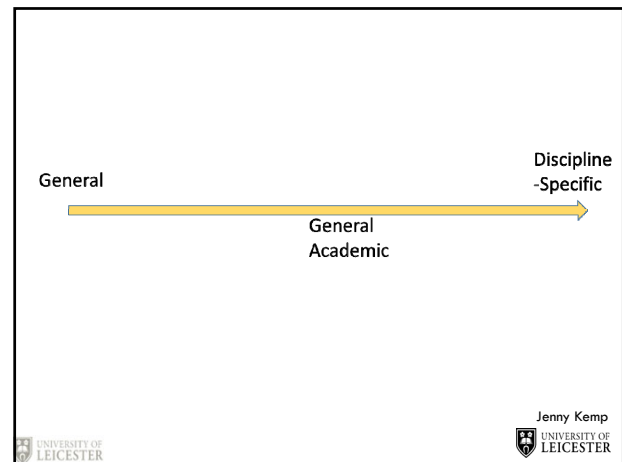 General
Discipline
-Specific
General
Academic
Jenny Kemp
UNIVERSITY OF
LEICESTER
UNIVERSITY OF
LEICESTER